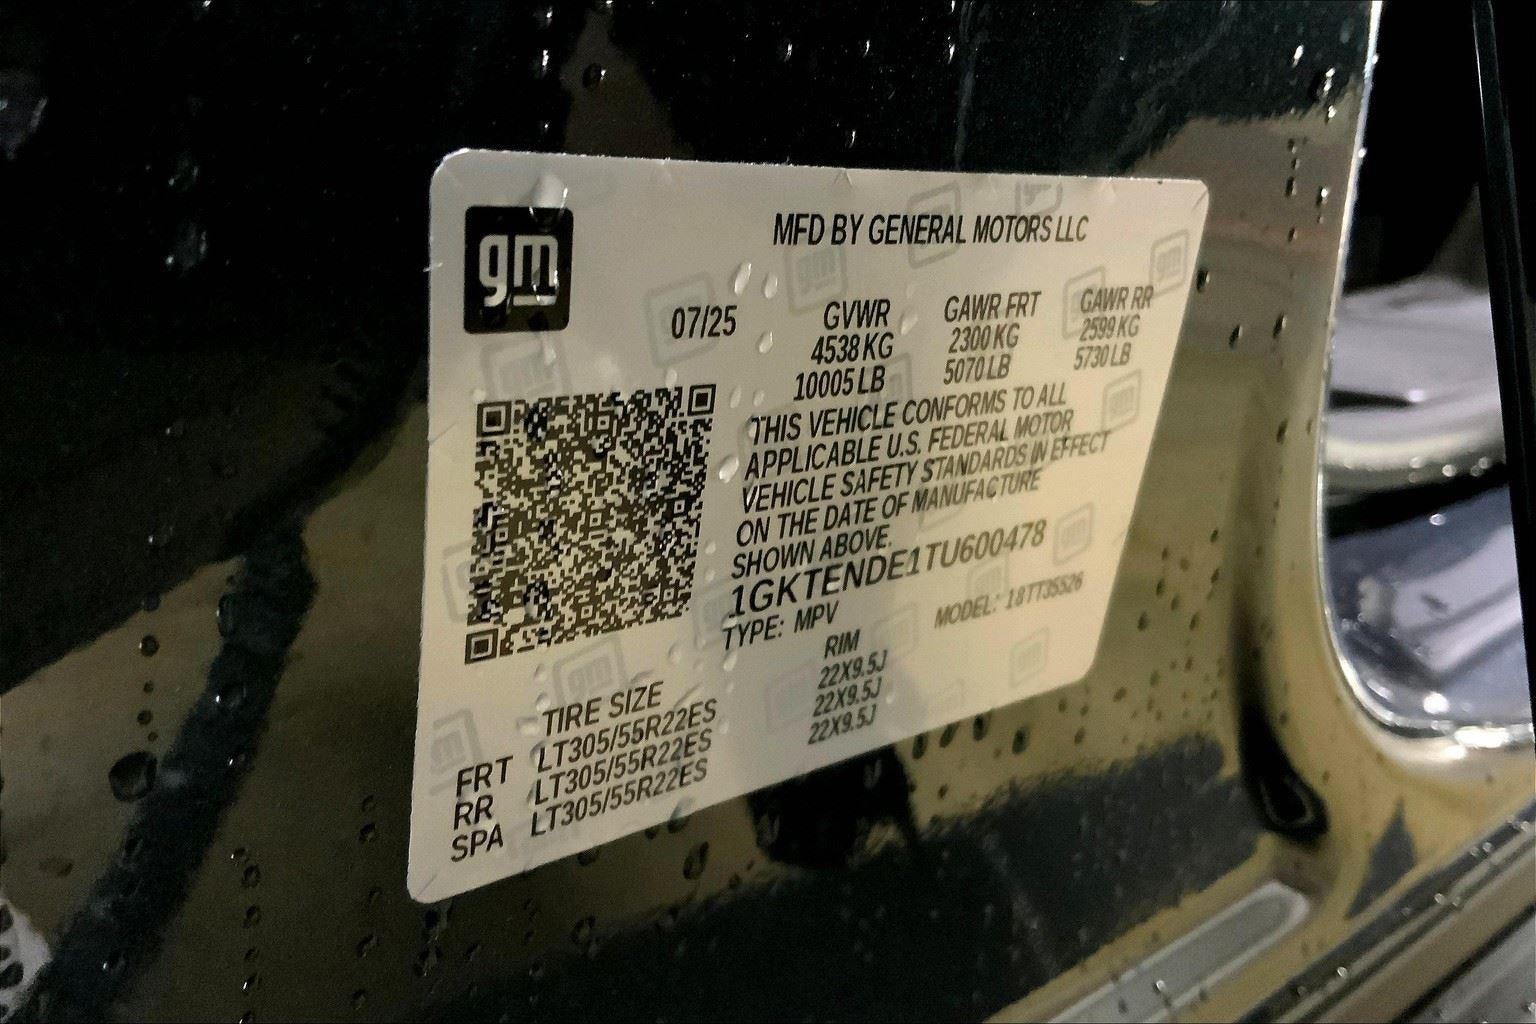 gm
MFD BY GENERAL MOTORS LLC
07/25
GVWR
4538 KG
10005 LB
GAWR FRT
2300 KG
5070 LB
GAWR RR
2599 KG
5730 LB
THIS VEHICLE CONFORMS TO ALL
APPLICABLE U.S. FEDERAL MOTOR
VEHICLE SAFETY STANDARDS IN EFFECT
ON THE DATE OF MANUFACTURE
SHOWN ABOVE.
1GKTENDE1TU600478
TYPE: MPV
MODEL: 18TT35526
TIRE SIZE
RIM
FRT LT305/55R22ES 22X9.5J
RR LT305/55R22ES 22X9.5J
SPA LT305/55R22ES 22X9.5J